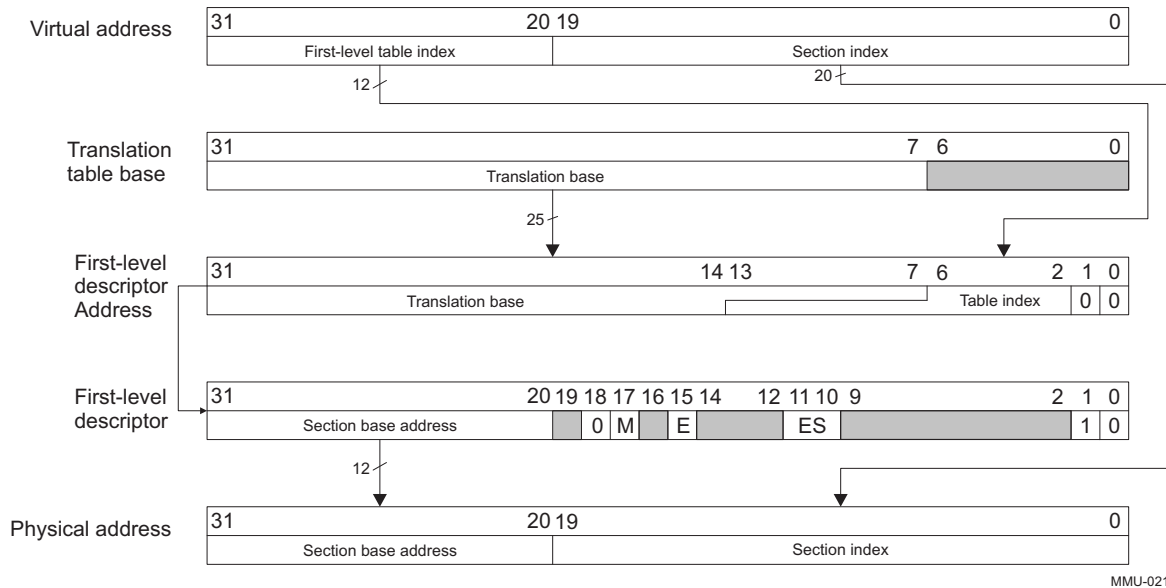 31 20 19 0
Virtual address
First-level table index Section index
12 20
31 7 6 0
Translation
table base
Translation base
25
31 14 13 7 6 2 1 0
First-level
descriptor
Address
Translation base Table index 0 0
31 20 19 18 17 16 15 14 12 11 10 9 2 1 0
First-level
descriptor
Section base address 0 M E ES 1 0
12
31 20 19 0
Physical address
Section base address Section index
MMU-021